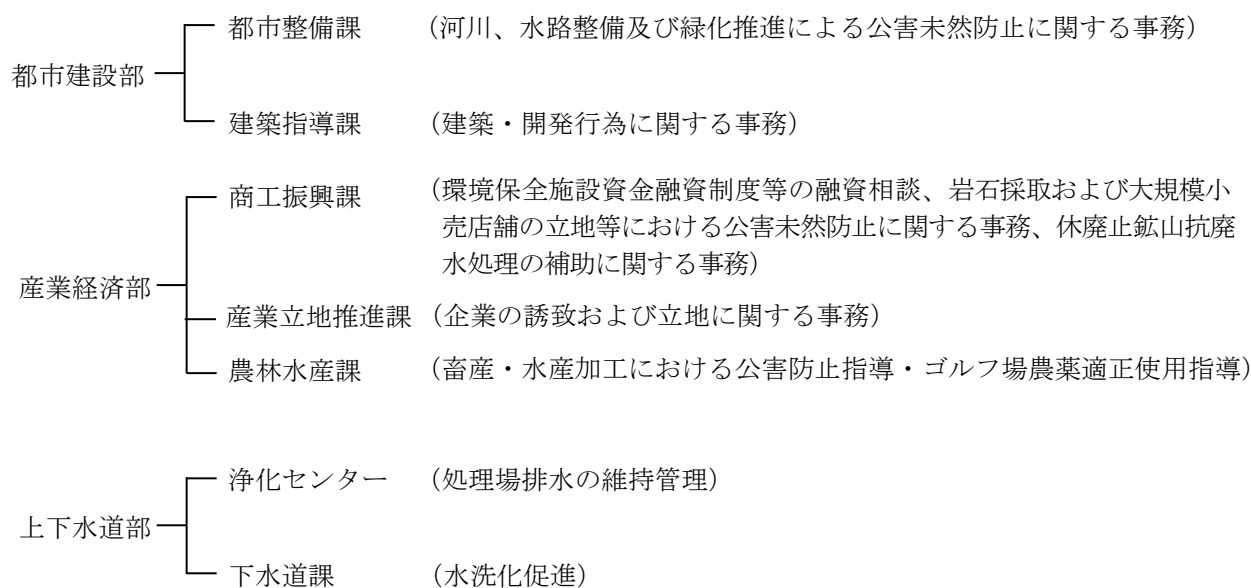 都市整備課 （河川、水路整備及び緑化推進による公害未然防止に関する事務）
都市建設部
建築指導課 （建築・開発行為に関する事務）
商工振興課 （環境保全施設資金融資制度等の融資相談、岩石採取および大規模小
売店舗の立地等における公害未然防止に関する事務、休廃止鉱山抗廃
水処理の補助に関する事務）
産業経済部
産業立地推進課 （企業の誘致および立地に関する事務）
農林水産課 （畜産・水産加工における公害防止指導・ゴルフ場農薬適正使用指導）
浄化センター （処理場排水の維持管理）
上下水道部
下水道課 （水洗化促進）